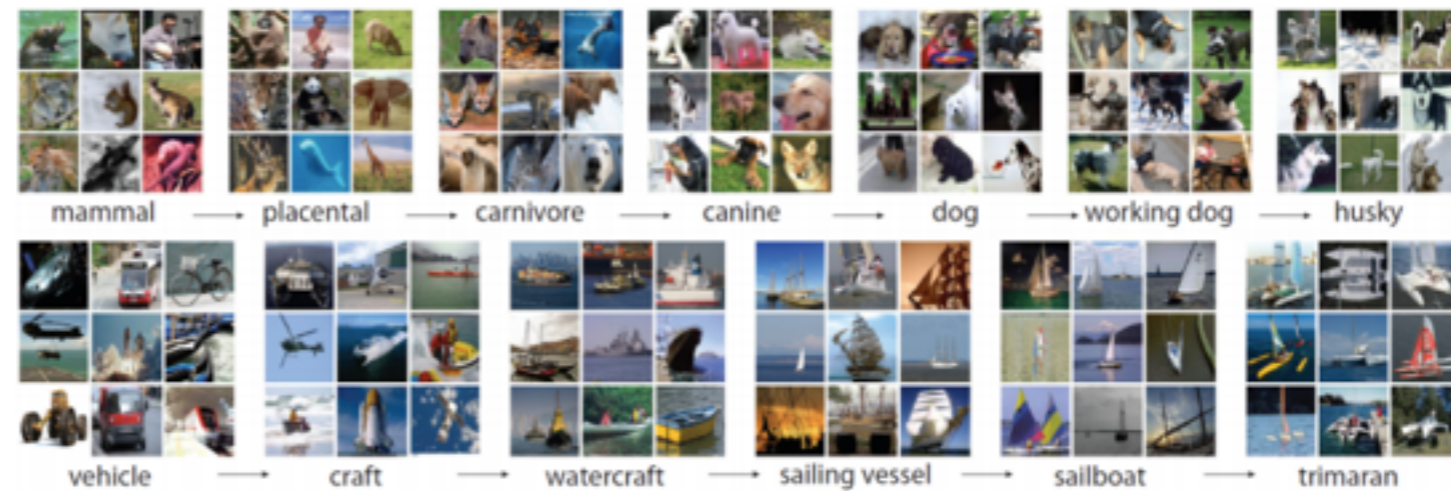 mammal → placental → carnivore → canine → dog → working dog → husky
vehicle → craft → watercraft → sailing vessel → sailboat → trimaran